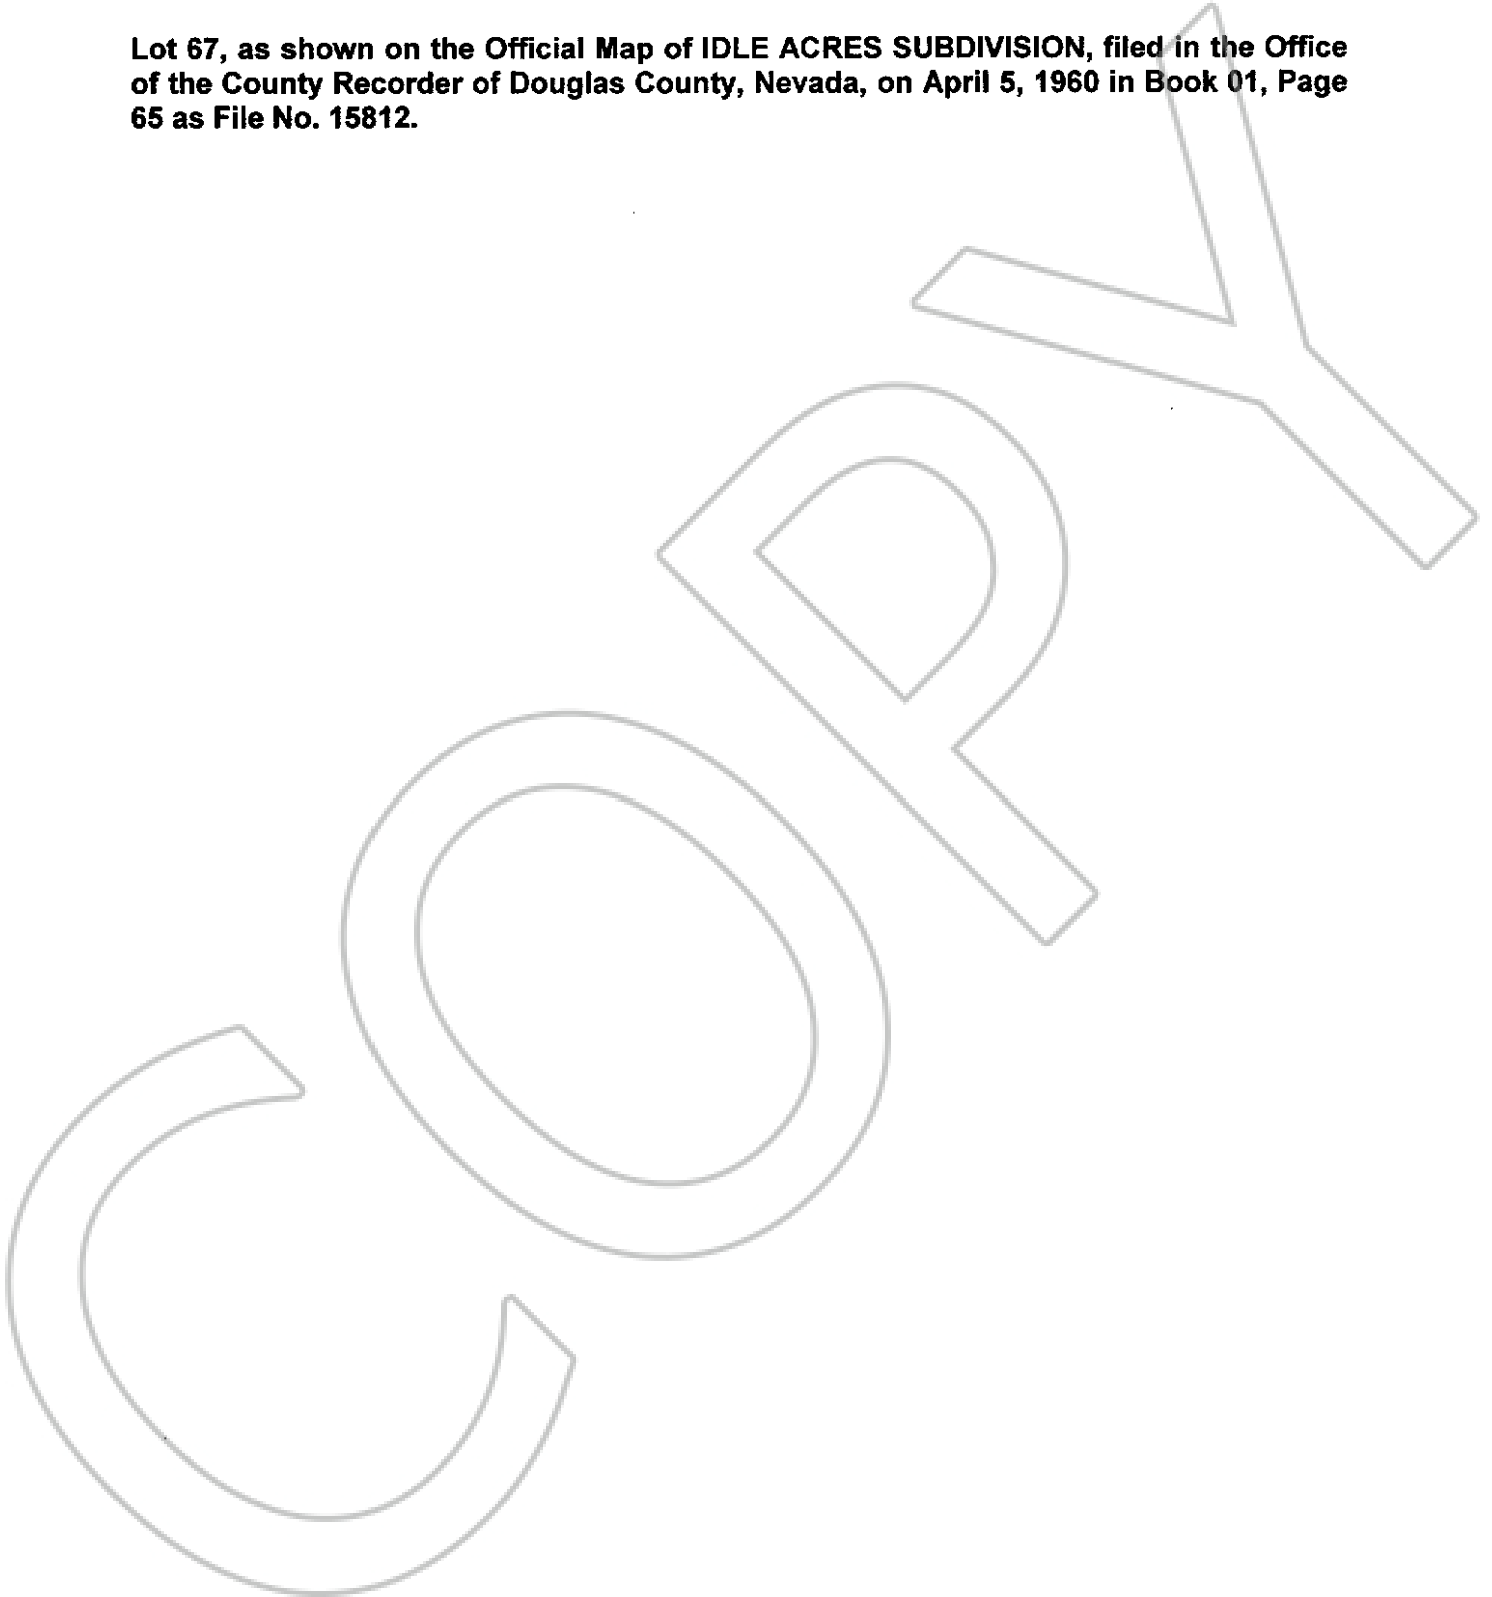 Lot 67, as shown on the Official Map of IDLE ACRES SUBDIVISION, filed in the Office
of the County Recorder of Douglas County, Nevada, on April 5, 1960 in Book 01, Page
65 as File No. 15812.
COPY